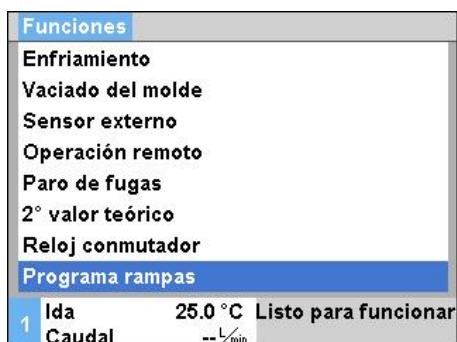 Funciones
Enfriamiento
Vaciado del molde
Sensor externo
Operación remoto
Paro de fugas
2° valor teórico
Reloj conmutador
Programa rampas
1 Ida 25.0 °C Listo para funcionar
Caudal -- L/min